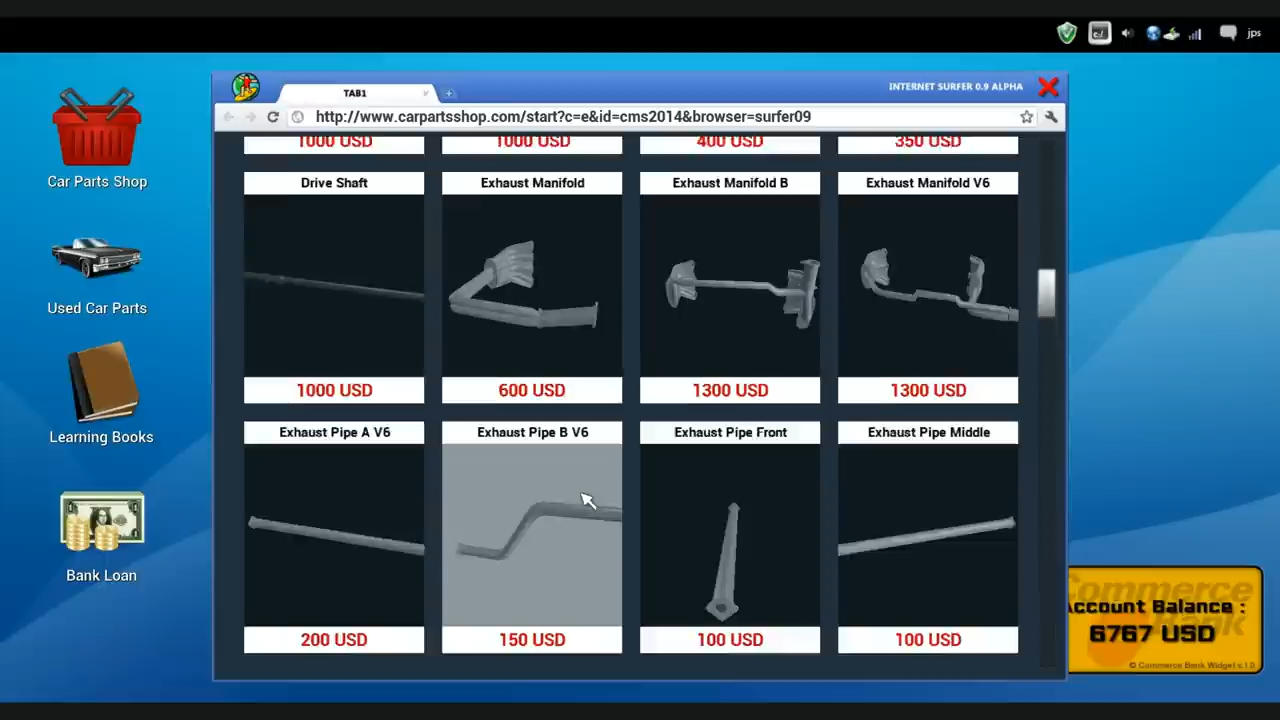 jps
TAB1
INTERNET SURFER 0.9 ALPHA
http://www.carpartsshop.com/start?c=e&id=cms2014&browser=surfer09
Car Parts Shop
Used Car Parts
Learning Books
Bank Loan
1000 USD 1000 USD 400 USD 350 USD
Drive Shaft Exhaust Manifold Exhaust Manifold B Exhaust Manifold V6
1000 USD 600 USD 1300 USD 1300 USD
Exhaust Pipe A V6 Exhaust Pipe B V6 Exhaust Pipe Front Exhaust Pipe Middle
200 USD 150 USD 100 USD 100 USD
Commerce
Bank
Account Balance :
6767 USD
© Commerce Bank Widget v.1.0